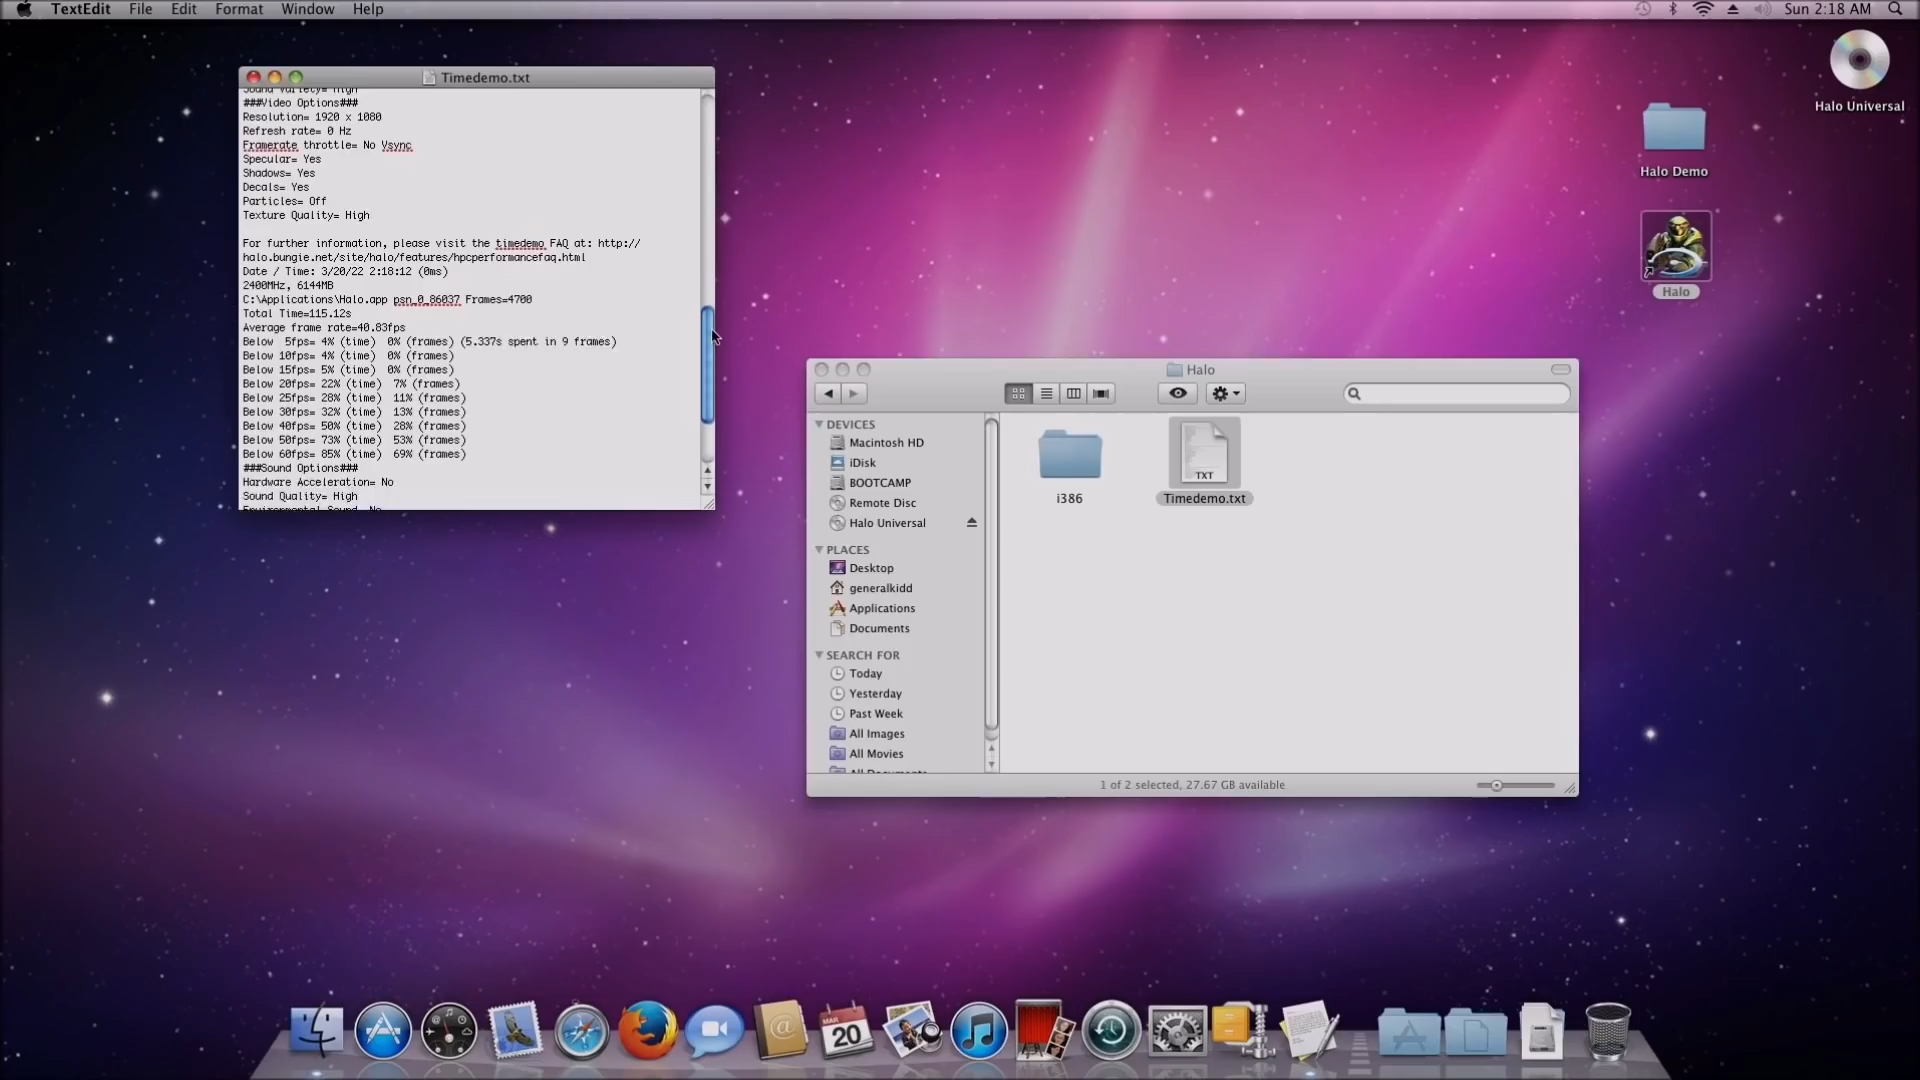 TextEdit File Edit Format Window Help Sun 2:18 AM
Timedemo.txt
Sound Variety= High
###Video Options###
Resolution= 1920 x 1080
Refresh rate= 0 Hz
Framerate throttle= No Vsync
Specular= Yes
Shadows= Yes
Decals= Yes
Particles= Off
Texture Quality= High
For further information, please visit the timedemo FAQ at: http://
halo.bungie.net/site/halo/features/hpcperformancefaq.html
Date / Time: 3/20/22 2:18:12 (0ms)
2400MHz, 6144MB
C:\Applications\Halo.app psn_0_86037 Frames=4700
Total Time=115.12s
Average frame rate=40.83fps
Below  5fps= 4% (time)  0% (frames) (5.337s spent in 9 frames)
Below 10fps= 4% (time)  0% (frames)
Below 15fps= 5% (time)  0% (frames)
Below 20fps= 22% (time)  7% (frames)
Below 25fps= 28% (time)  11% (frames)
Below 30fps= 32% (time)  13% (frames)
Below 40fps= 50% (time)  28% (frames)
Below 50fps= 73% (time)  53% (frames)
Below 60fps= 85% (time)  69% (frames)
###Sound Options###
Hardware Acceleration= No
Sound Quality= High
Environmental Sound= No
Halo Universal
Halo Demo
Halo
Halo
DEVICES
Macintosh HD
iDisk
BOOTCAMP
Remote Disc
Halo Universal
PLACES
Desktop
generalkidd
Applications
Documents
SEARCH FOR
Today
Yesterday
Past Week
All Images
All Movies
All Documents
i386
TXT
Timedemo.txt
1 of 2 selected, 27.67 GB available
MAR
20